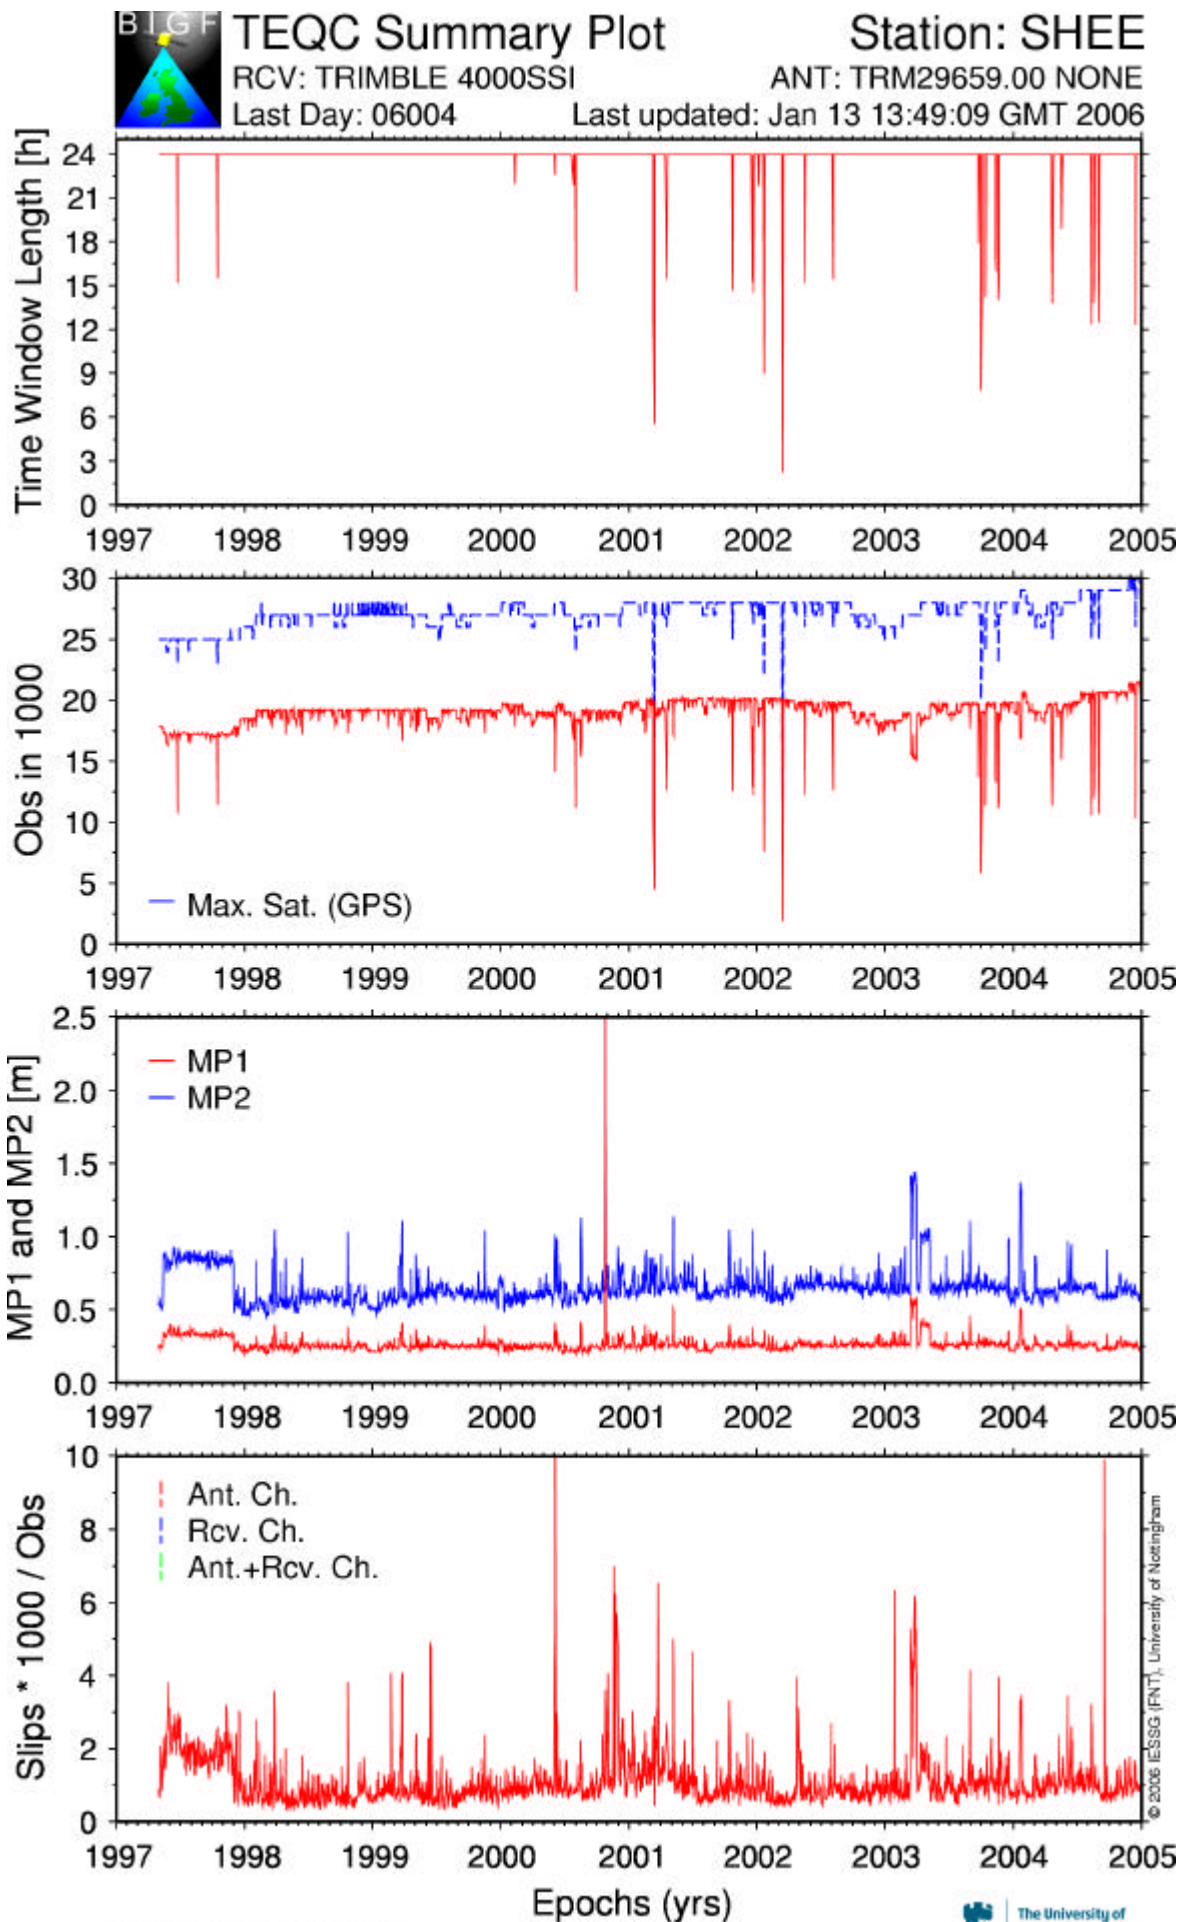 BIGF
TEQC Summary Plot
Station: SHEE
RCV: TRIMBLE 4000SSI
ANT: TRM29659.00 NONE
Last Day: 06004
Last updated: Jan 13 13:49:09 GMT 2006
Time Window Length [h]
24
21
18
15
12
9
6
3
0
1997 1998 1999 2000 2001 2002 2003 2004 2005
Obs in 1000
30
25
20
15
10
5
0
Max. Sat. (GPS)
1997 1998 1999 2000 2001 2002 2003 2004 2005
MP1 and MP2 [m]
2.5
2.0
1.5
1.0
0.5
0.0
MP1
MP2
1997 1998 1999 2000 2001 2002 2003 2004 2005
Slips * 1000 / Obs
10
8
6
4
2
0
Ant. Ch.
Rcv. Ch.
Ant.+Rcv. Ch.
© 2006 IESSG (FNT), University of Nottingham
1997 1998 1999 2000 2001 2002 2003 2004 2005
Epochs (yrs)
The University of